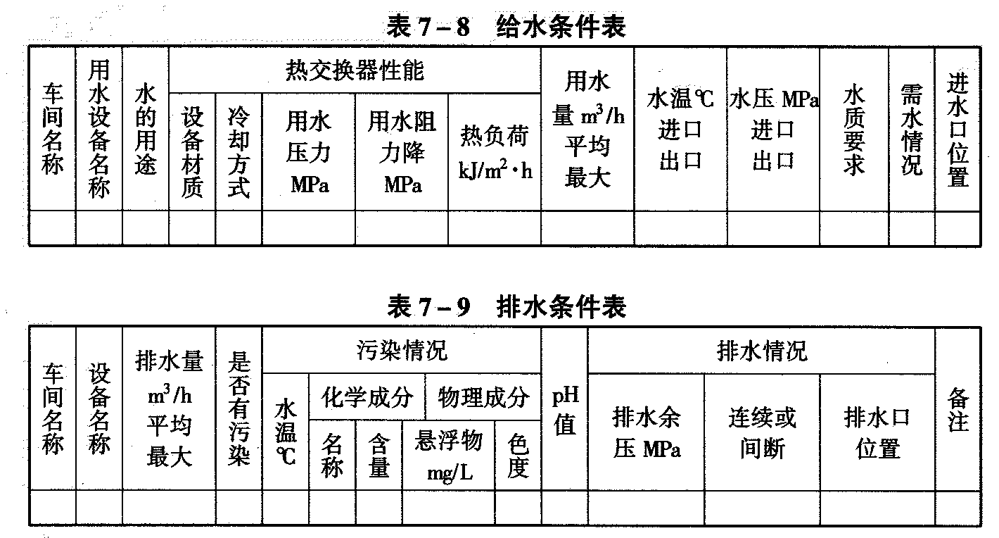 表 7－8 给水条件表
车间名称
用水设备名称
水的用途
热交换器性能
设备材质
冷却方式
用水
压力
MPa
用水阻
力降
MPa
热负荷
kJ/m²·h
用水
量 m³/h
平均
最大
水温℃
进口
出口
水压 MPa
进口
出口
水质要求
需水情况
进水口位置
表 7－9 排水条件表
车间名称
设备名称
排水量
m³/h
平均
最大
是否有污染
污染情况
水温℃
化学成分
名称
含量
物理成分
悬浮物
mg/L
色度
pH
值
排水情况
排水余
压 MPa
连续或
间断
排水口
位置
备注